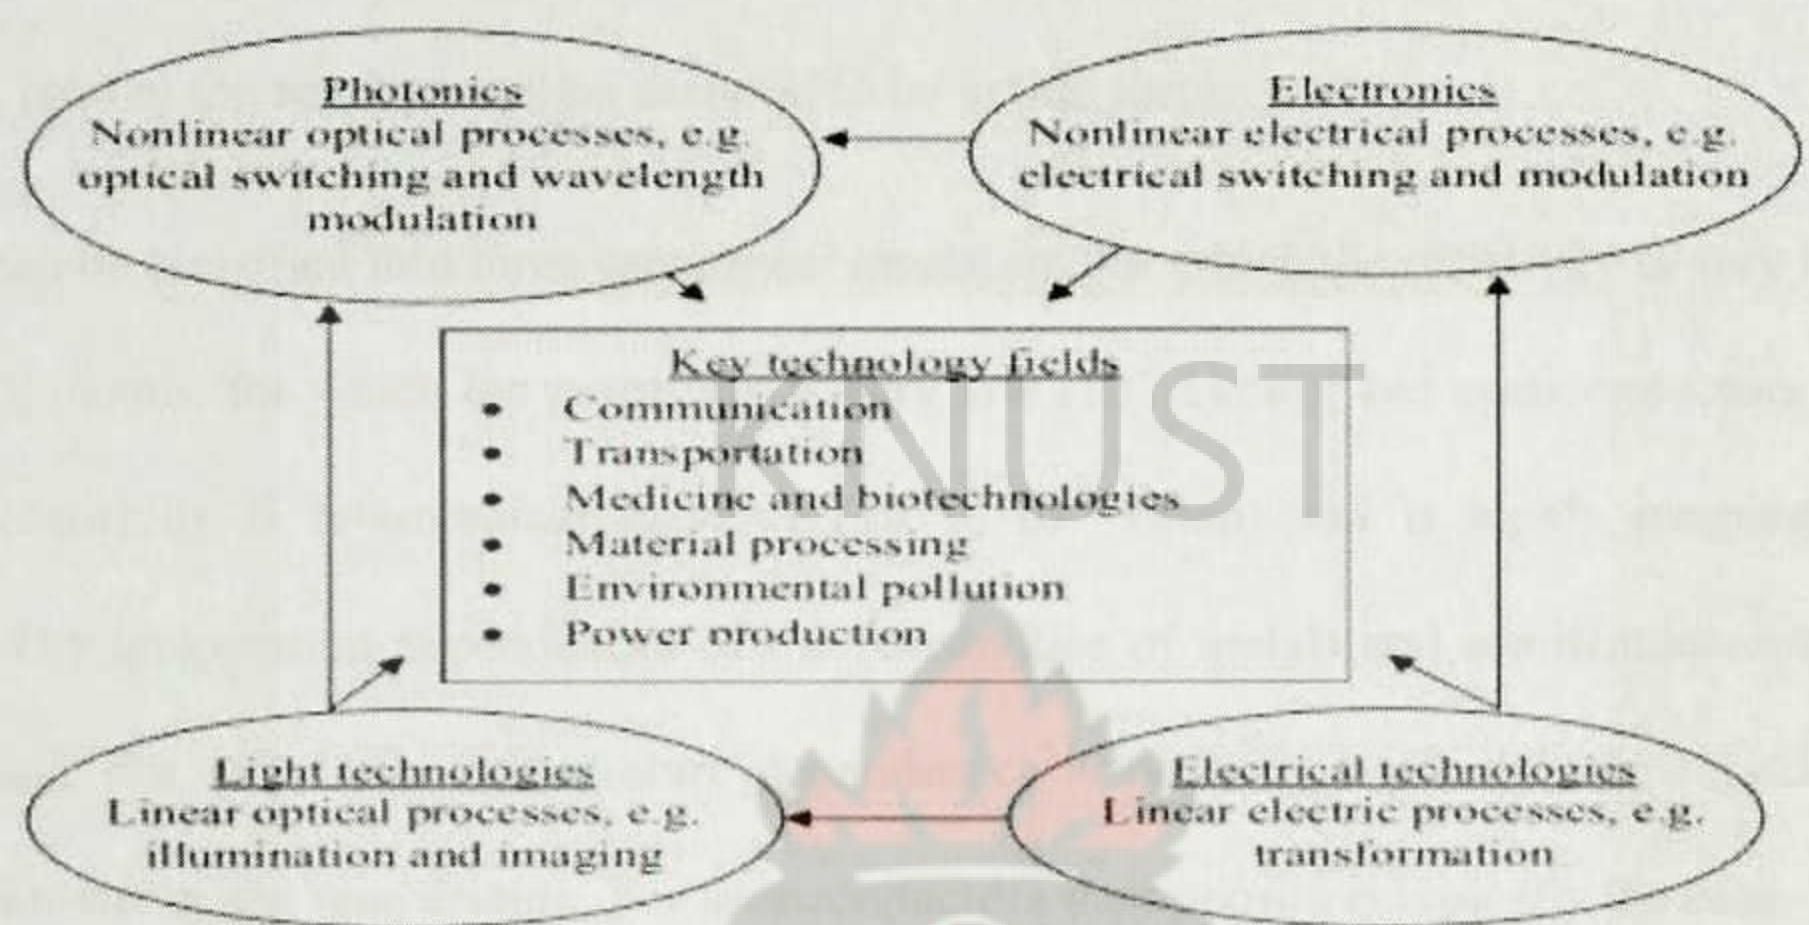 Photonics
Nonlinear optical processes, e.g.
optical switching and wavelength
modulation
Electronics
Nonlinear electrical processes, e.g.
electrical switching and modulation
Key technology fields
• Communication
• Transportation
• Medicine and biotechnologies
• Material processing
• Environmental pollution
• Power production
KNUST
Light technologies
Linear optical processes, e.g.
illumination and imaging
Electrical technologies
Linear electric processes, e.g.
transformation